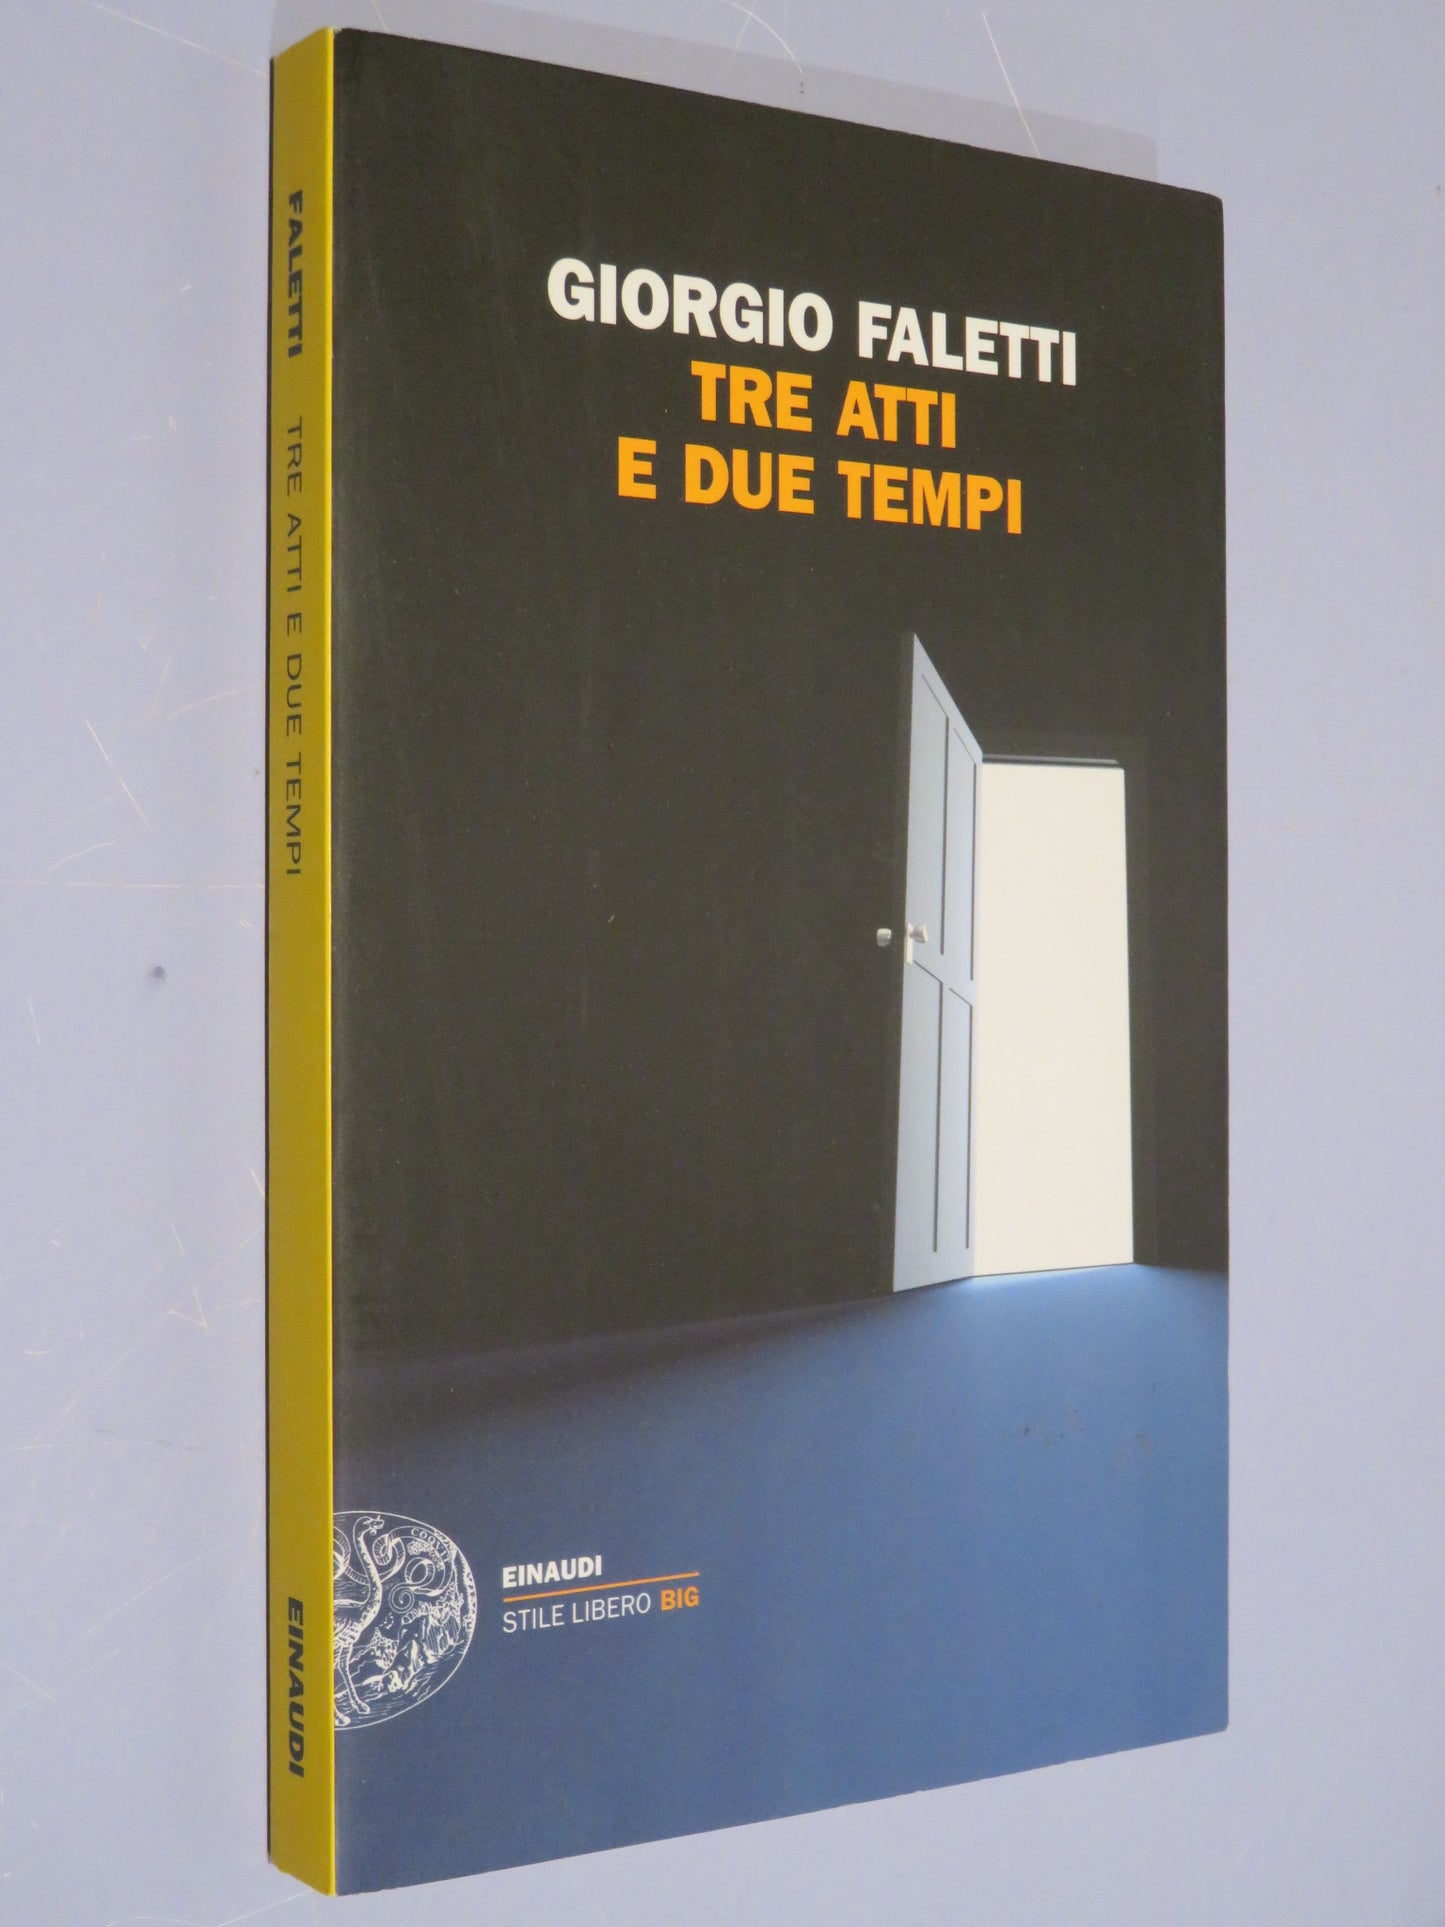 FALETTI TRE ATTI E DUE TEMPI EINAUDI
GIORGIO FALETTI
TRE ATTI
E DUE TEMPI
EINAUDI
STILE LIBERO BIG